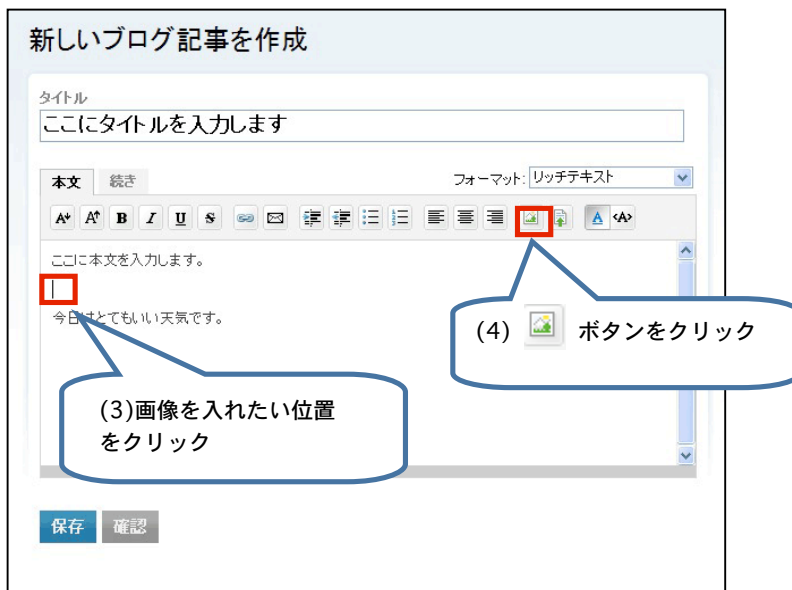 新しいブログ記事を作成
タイトル
ここにタイトルを入力します
本文 続き フォーマット: リッチテキスト
A A B I U S A <A>
ここに本文を入力します。
今日はとてもいい天気です。
(4) ボタンをクリック
(3)画像を入れたい位置
をクリック
保存 確認